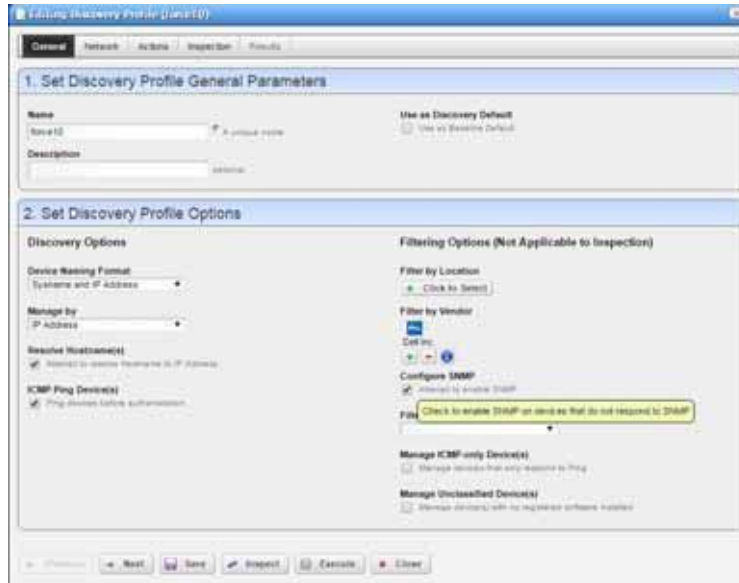 Editing Discovery Profile (force10)
General Network Actions Inspection Results
1. Set Discovery Profile General Parameters
Name
force10
* A unique name
Description
optional
Use as Discovery Default
Use as Baseline Default
2. Set Discovery Profile Options
Discovery Options
Device Naming Format
Sysname and IP Address
Manage by
IP Address
Resolve Hostname(s)
Attempt to resolve Hostname to IP Address
ICMP Ping Device(s)
Ping devices before authentication
Filtering Options (Not Applicable to Inspection)
Filter by Location
Click to Select
Filter by Vendor
Dell Inc.
Configure SNMP
Attempt to enable SNMP
Check to enable SNMP on devices that do not respond to SNMP
Manage ICMP-only Device(s)
Manage devices that only respond to Ping
Manage Unclassified Device(s)
Manage device(s) with no registered software installed
Previous Next Save Inspect Execute Close